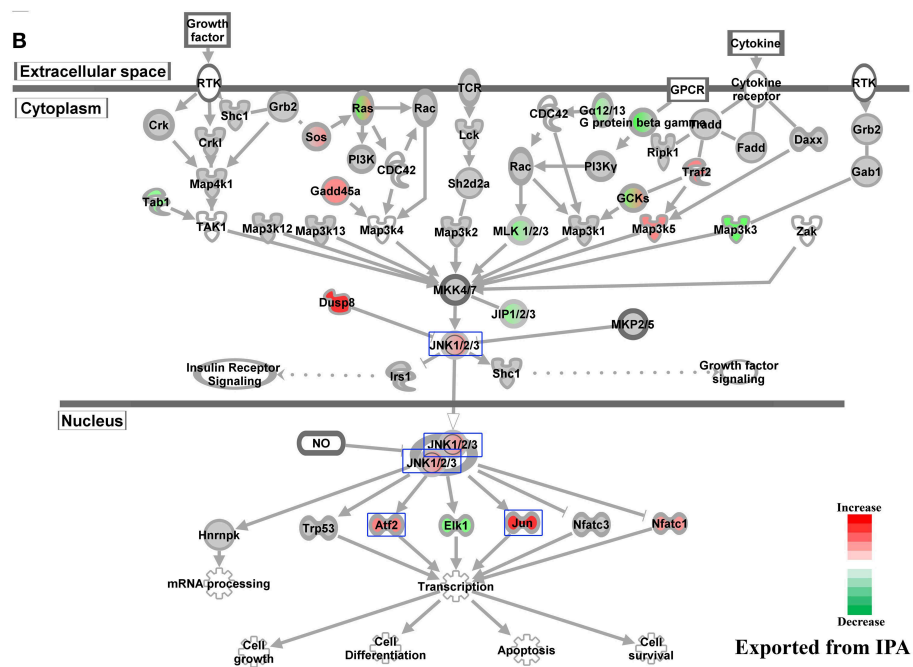 B
Growth
factor
Cytokine
Extracellular space
RTK
TCR
GPCR
Cytokine
receptor
RTK
Cytoplasm
Crk
Shc1
Grb2
Ras
Rac
CDC42
Gα12/13
G protein beta gamme
Tadd
Grb2
Crkl
Sos
PI3K
CDC42
Lck
Rac
PI3Kγ
Ripk1
Fadd
Daxx
Map4k1
Gadd45a
Sh2d2a
GCKs
Traf2
Gab1
Tab1
TAK1
Map3k12
Map3k13
Map3k4
Map3k2
MLK 1/2/3
Map3k1
Map3k5
Map3k3
Zak
MKK4/7
Dusp8
JIP1/2/3
MKP2/5
JNK1/2/3
Insulin Receptor
Signaling
Irs1
Shc1
Growth factor
signaling
Nucleus
NO
JNK1/2/3
JNK1/2/3
Hnrnpk
Trp53
Atf2
Elk1
Jun
Nfatc3
Nfatc1
mRNA processing
Transcription
Cell
growth
Cell
Differentiation
Apoptosis
Cell
survival
Increase
Decrease
Exported from IPA